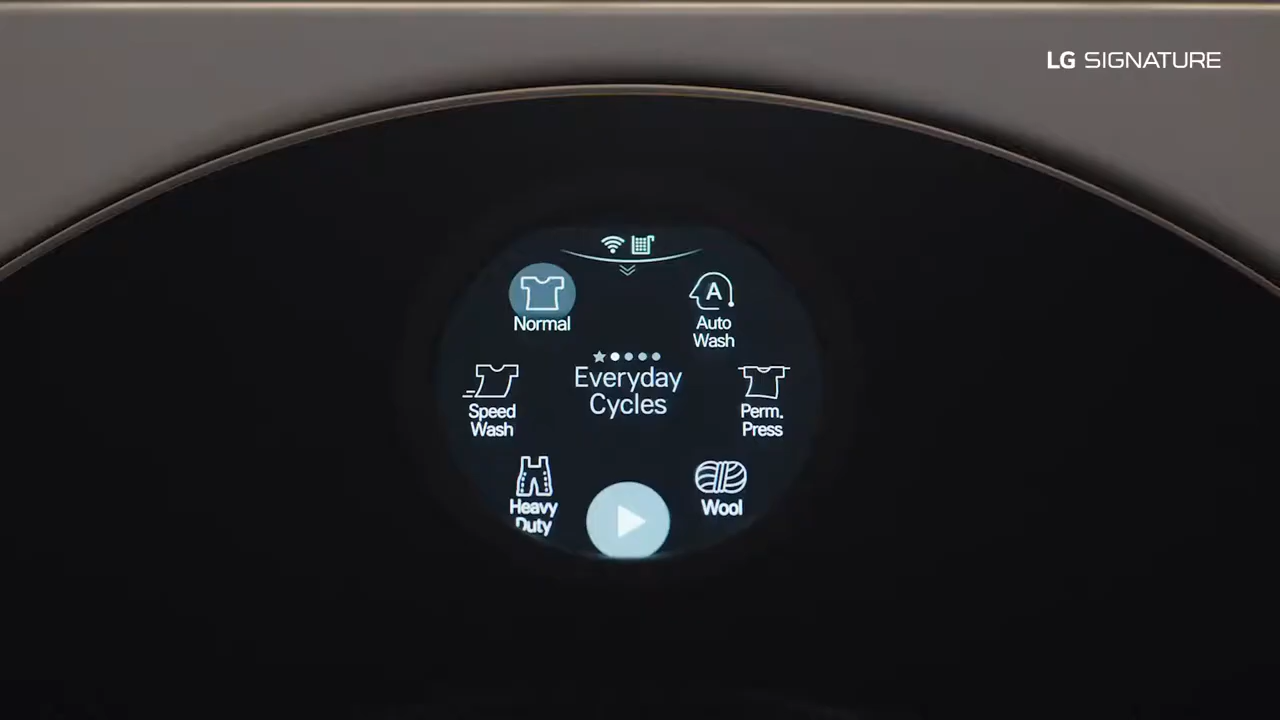 LG SIGNATURE
Normal
A
Auto
Wash
Everyday
Cycles
Speed
Wash
Perm.
Press
Heavy
Duty
Wool